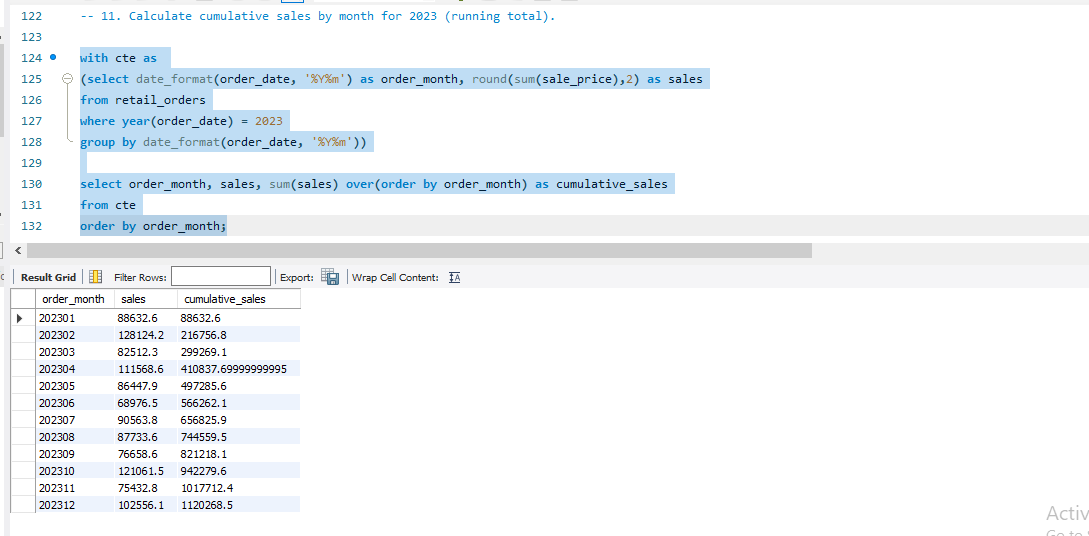 122 -- 11. Calculate cumulative sales by month for 2023 (running total).
123
124 with cte as
125 (select date_format(order_date, '%Y%m') as order_month, round(sum(sale_price),2) as sales
126 from retail_orders
127 where year(order_date) = 2023
128 group by date_format(order_date, '%Y%m'))
129
130 select order_month, sales, sum(sales) over(order by order_month) as cumulative_sales
131 from cte
132 order by order_month;
Result Grid Filter Rows: Export: Wrap Cell Content:
order_month sales cumulative_sales
202301 88632.6 88632.6
202302 128124.2 216756.8
202303 82512.3 299269.1
202304 111568.6 410837.69999999995
202305 86447.9 497285.6
202306 68976.5 566262.1
202307 90563.8 656825.9
202308 87733.6 744559.5
202309 76658.6 821218.1
202310 121061.5 942279.6
202311 75432.8 1017712.4
202312 102556.1 1120268.5
Activ